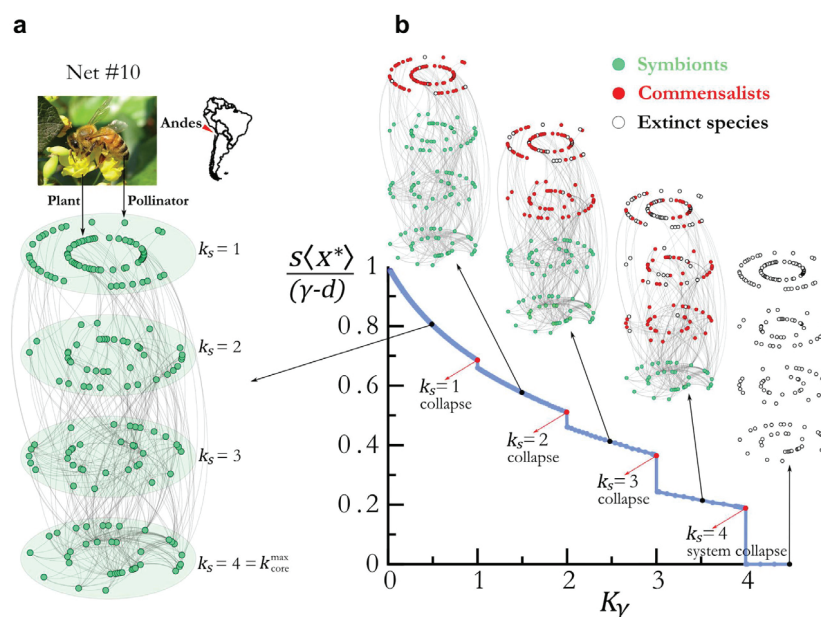 a
b
Net #10
Andes
Plant
Pollinator
k_s = 1
k_s = 2
k_s = 3
k_s = 4 = k_core^max
Symbionts
Commensalists
Extinct species
s⟨x*⟩
(γ-d)
1
0.8
0.6
0.4
0.2
0
k_s= 1
collapse
k_s= 2
collapse
k_s= 3
collapse
k_s= 4
system collapse
0
1
2
3
4
K_γ